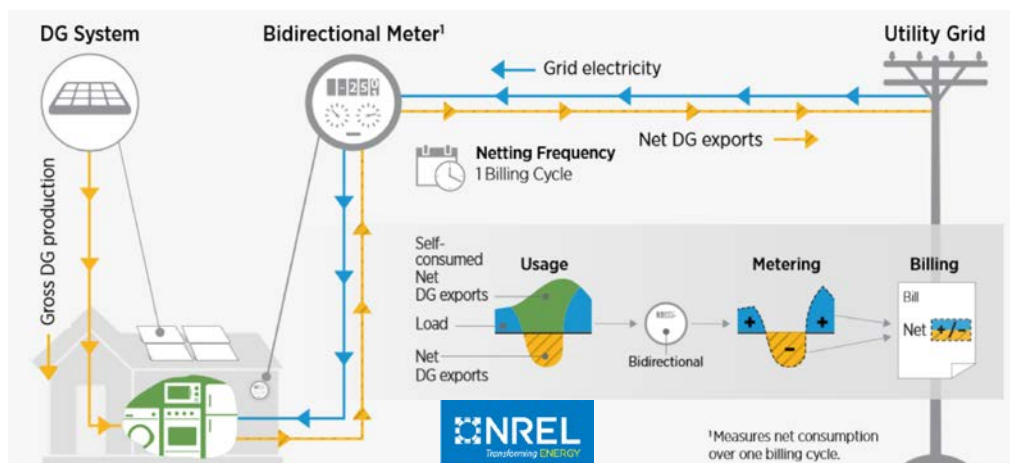 DG System
Bidirectional Meter¹
Utility Grid
Grid electricity
Net DG exports
Netting Frequency
1 Billing Cycle
Gross DG production
Self-
consumed
Net
DG exports
Load
Net
DG exports
Usage
Bidirectional
Metering
+
+
-
Billing
Bill
Net +/-
NREL
Transforming ENERGY
¹Measures net consumption
over one billing cycle.